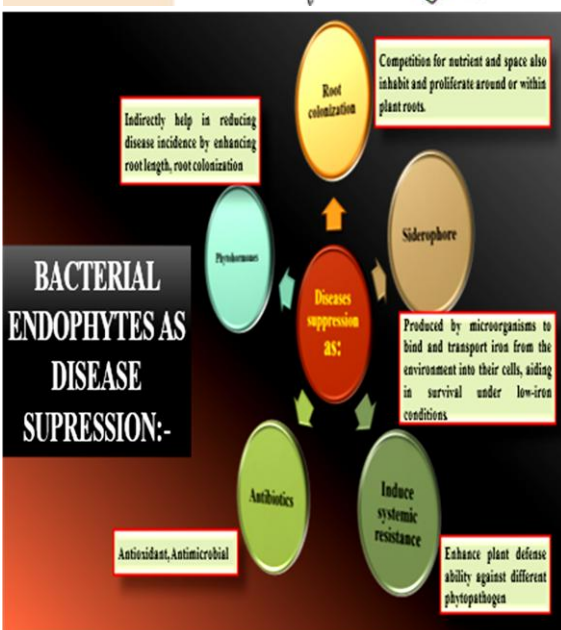 Root
colonization
Competition for nutrient and space also
inhabit and proliferate around or within
plant roots.
Indirectly help in reducing
disease incidence by enhancing
root length, root colonization
Phytohormones
Siderophore
BACTERIAL
ENDOPHYTES AS
DISEASE
SUPRESSION:-
Diseases
suppression
as:
Produced by microorganisms to
bind and transport iron from the
environment into their cells, aiding
in survival under low-iron
conditions.
Antibiotics
Induce
systemic
resistance
Antioxidant, Antimicrobial
Enhance plant defense
ability against different
phytopathogen